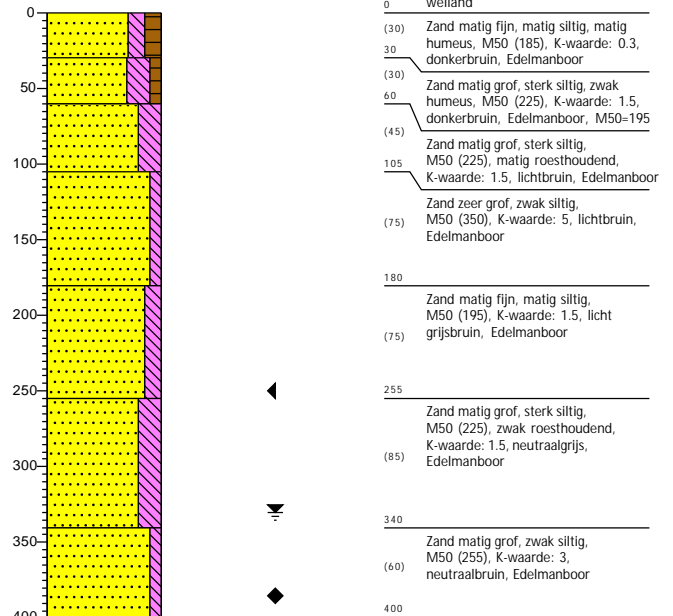 0
50
100
150
200
250
300
350
400
0
weiland
(30)
Zand matig fijn, matig siltig, matig
humeus, M50 (185), K-waarde: 0.3,
donkerbruin, Edelmanboor
30
(30)
Zand matig grof, sterk siltig, zwak
humeus, M50 (225), K-waarde: 1.5,
donkerbruin, Edelmanboor, M50=195
60
(45)
Zand matig grof, sterk siltig,
M50 (225), matig roesthoudend,
K-waarde: 1.5, lichtbruin, Edelmanboor
105
(75)
Zand zeer grof, zwak siltig,
M50 (350), K-waarde: 5, lichtbruin,
Edelmanboor
180
(75)
Zand matig fijn, matig siltig,
M50 (195), K-waarde: 1.5, licht
grijsbruin, Edelmanboor
255
(85)
Zand matig grof, sterk siltig,
M50 (225), zwak roesthoudend,
K-waarde: 1.5, neutraalgrijs,
Edelmanboor
340
(60)
Zand matig grof, zwak siltig,
M50 (255), K-waarde: 3,
neutraalbruin, Edelmanboor
400